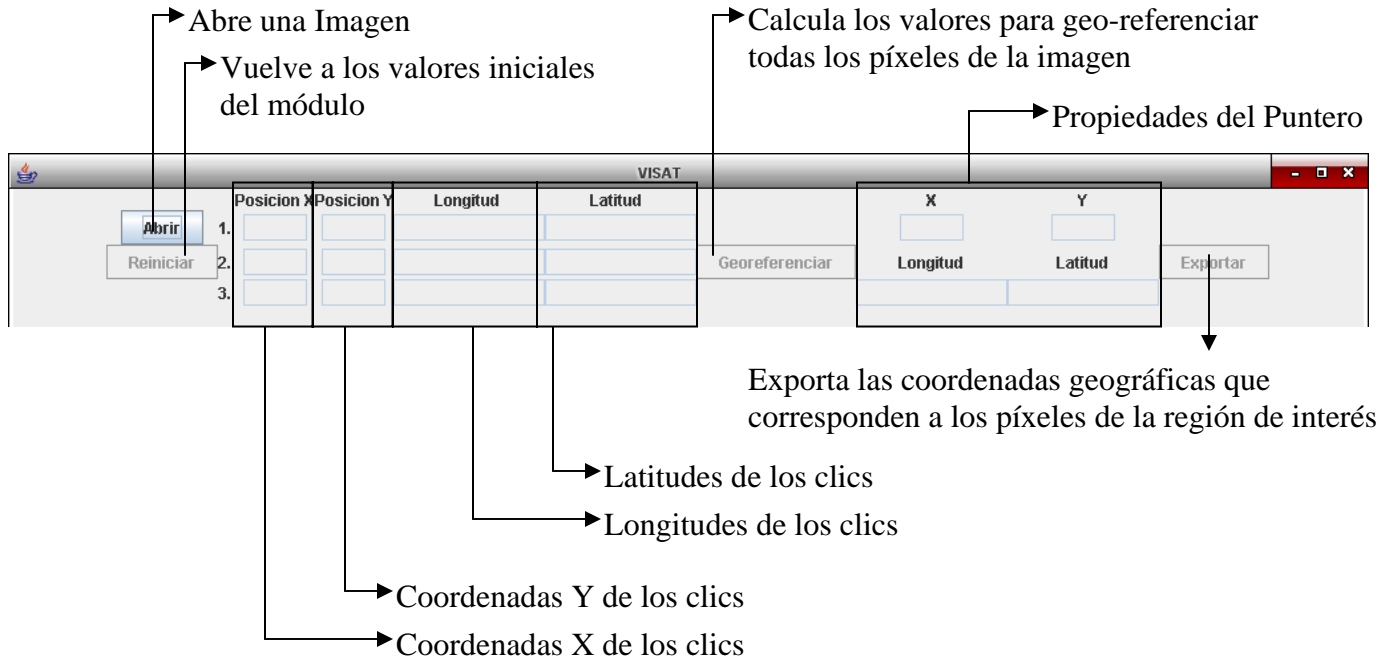 Abre una Imagen
Vuelve a los valores iniciales
del módulo
Calcula los valores para geo-referenciar
todas los píxeles de la imagen
Propiedades del Puntero
VISAT
Posicion X Posicion Y Longitud Latitud X Y
Abrir 1.
Reiniciar 2. Georeferenciar Longitud Latitud Exportar
3.
Exporta las coordenadas geográficas que
corresponden a los píxeles de la región de interés
Latitudes de los clics
Longitudes de los clics
Coordenadas Y de los clics
Coordenadas X de los clics